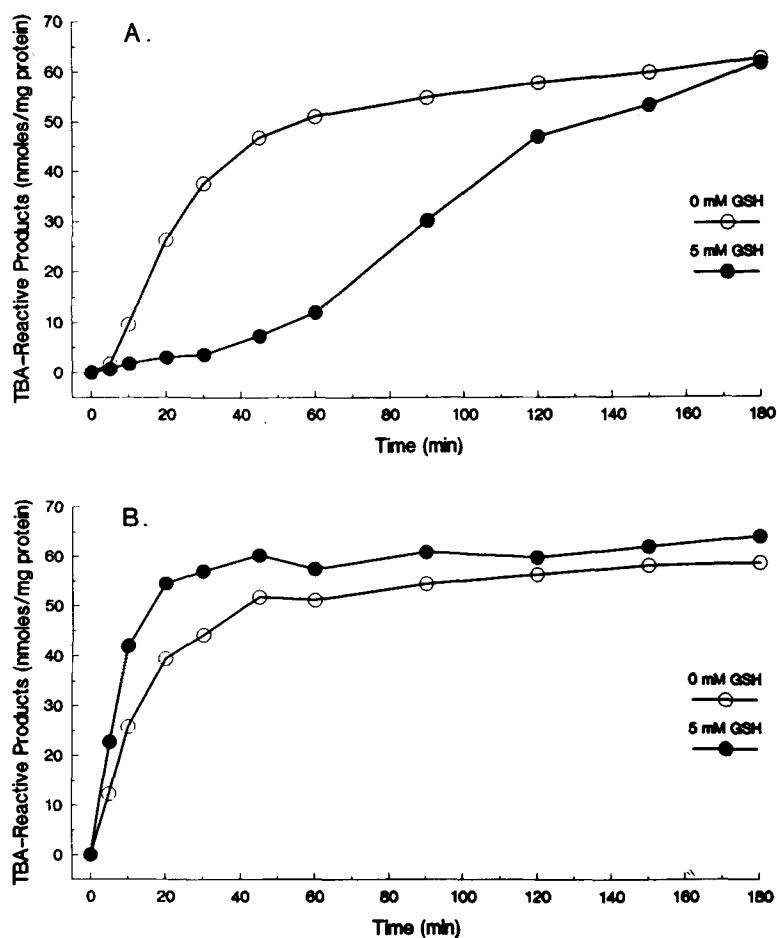 A.
TBA-Reactive Products (nmoles/mg protein)
70
60
50
40
30
20
10
0
0 mM GSH
5 mM GSH
0 20 40 60 80 100 120 140 160 180
Time (min)
B.
TBA-Reactive Products (nmoles/mg protein)
70
60
50
40
30
20
10
0
0 mM GSH
5 mM GSH
0 20 40 60 80 100 120 140 160 180
Time (min)